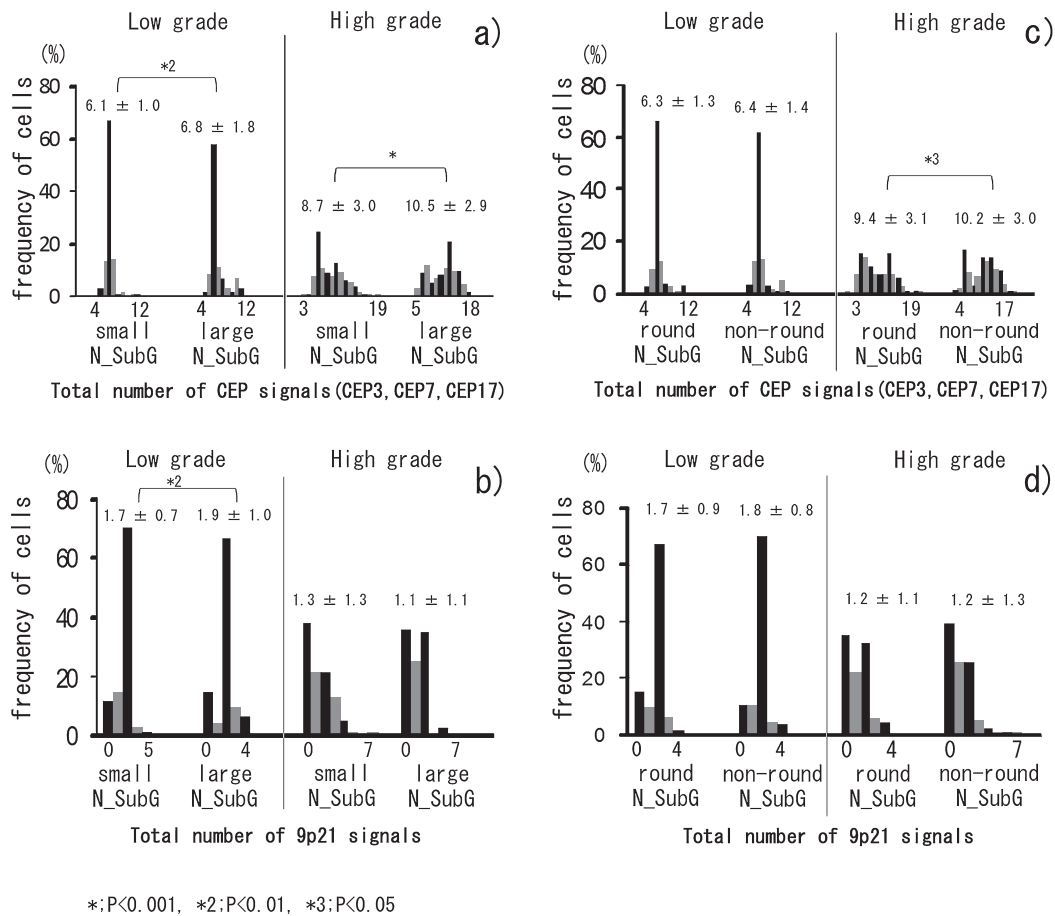 Low grade
High grade
a)
(%)
frequency of cells
80
60
40
20
0
*2
6.1 ± 1.0
6.8 ± 1.8
*
8.7 ± 3.0
10.5 ± 2.9
4 12
4 12
3 19
5 18
small
N_SubG
large
N_SubG
small
N_SubG
large
N_SubG
Total number of CEP signals(CEP3,CEP7,CEP17)
Low grade
High grade
c)
(%)
frequency of cells
80
60
40
20
0
6.3 ± 1.3
6.4 ± 1.4
*3
9.4 ± 3.1
10.2 ± 3.0
4 12
4 12
3 19
4 17
round
N_SubG
non-round
N_SubG
round
N_SubG
non-round
N_SubG
Total number of CEP signals(CEP3,CEP7,CEP17)
Low grade
High grade
b)
(%)
frequency of cells
80
60
40
20
0
*2
1.7 ± 0.7
1.9 ± 1.0
1.3 ± 1.3
1.1 ± 1.1
0 5
0 4
0 7
0 7
small
N_SubG
large
N_SubG
small
N_SubG
large
N_SubG
Total number of 9p21 signals
Low grade
High grade
d)
(%)
frequency of cells
80
60
40
20
0
1.7 ± 0.9
1.8 ± 0.8
1.2 ± 1.1
1.2 ± 1.3
0 4
0 4
0 4
0 7
round
N_SubG
non-round
N_SubG
round
N_SubG
non-round
N_SubG
Total number of 9p21 signals
*;P<0.001, *2;P<0.01, *3;P<0.05